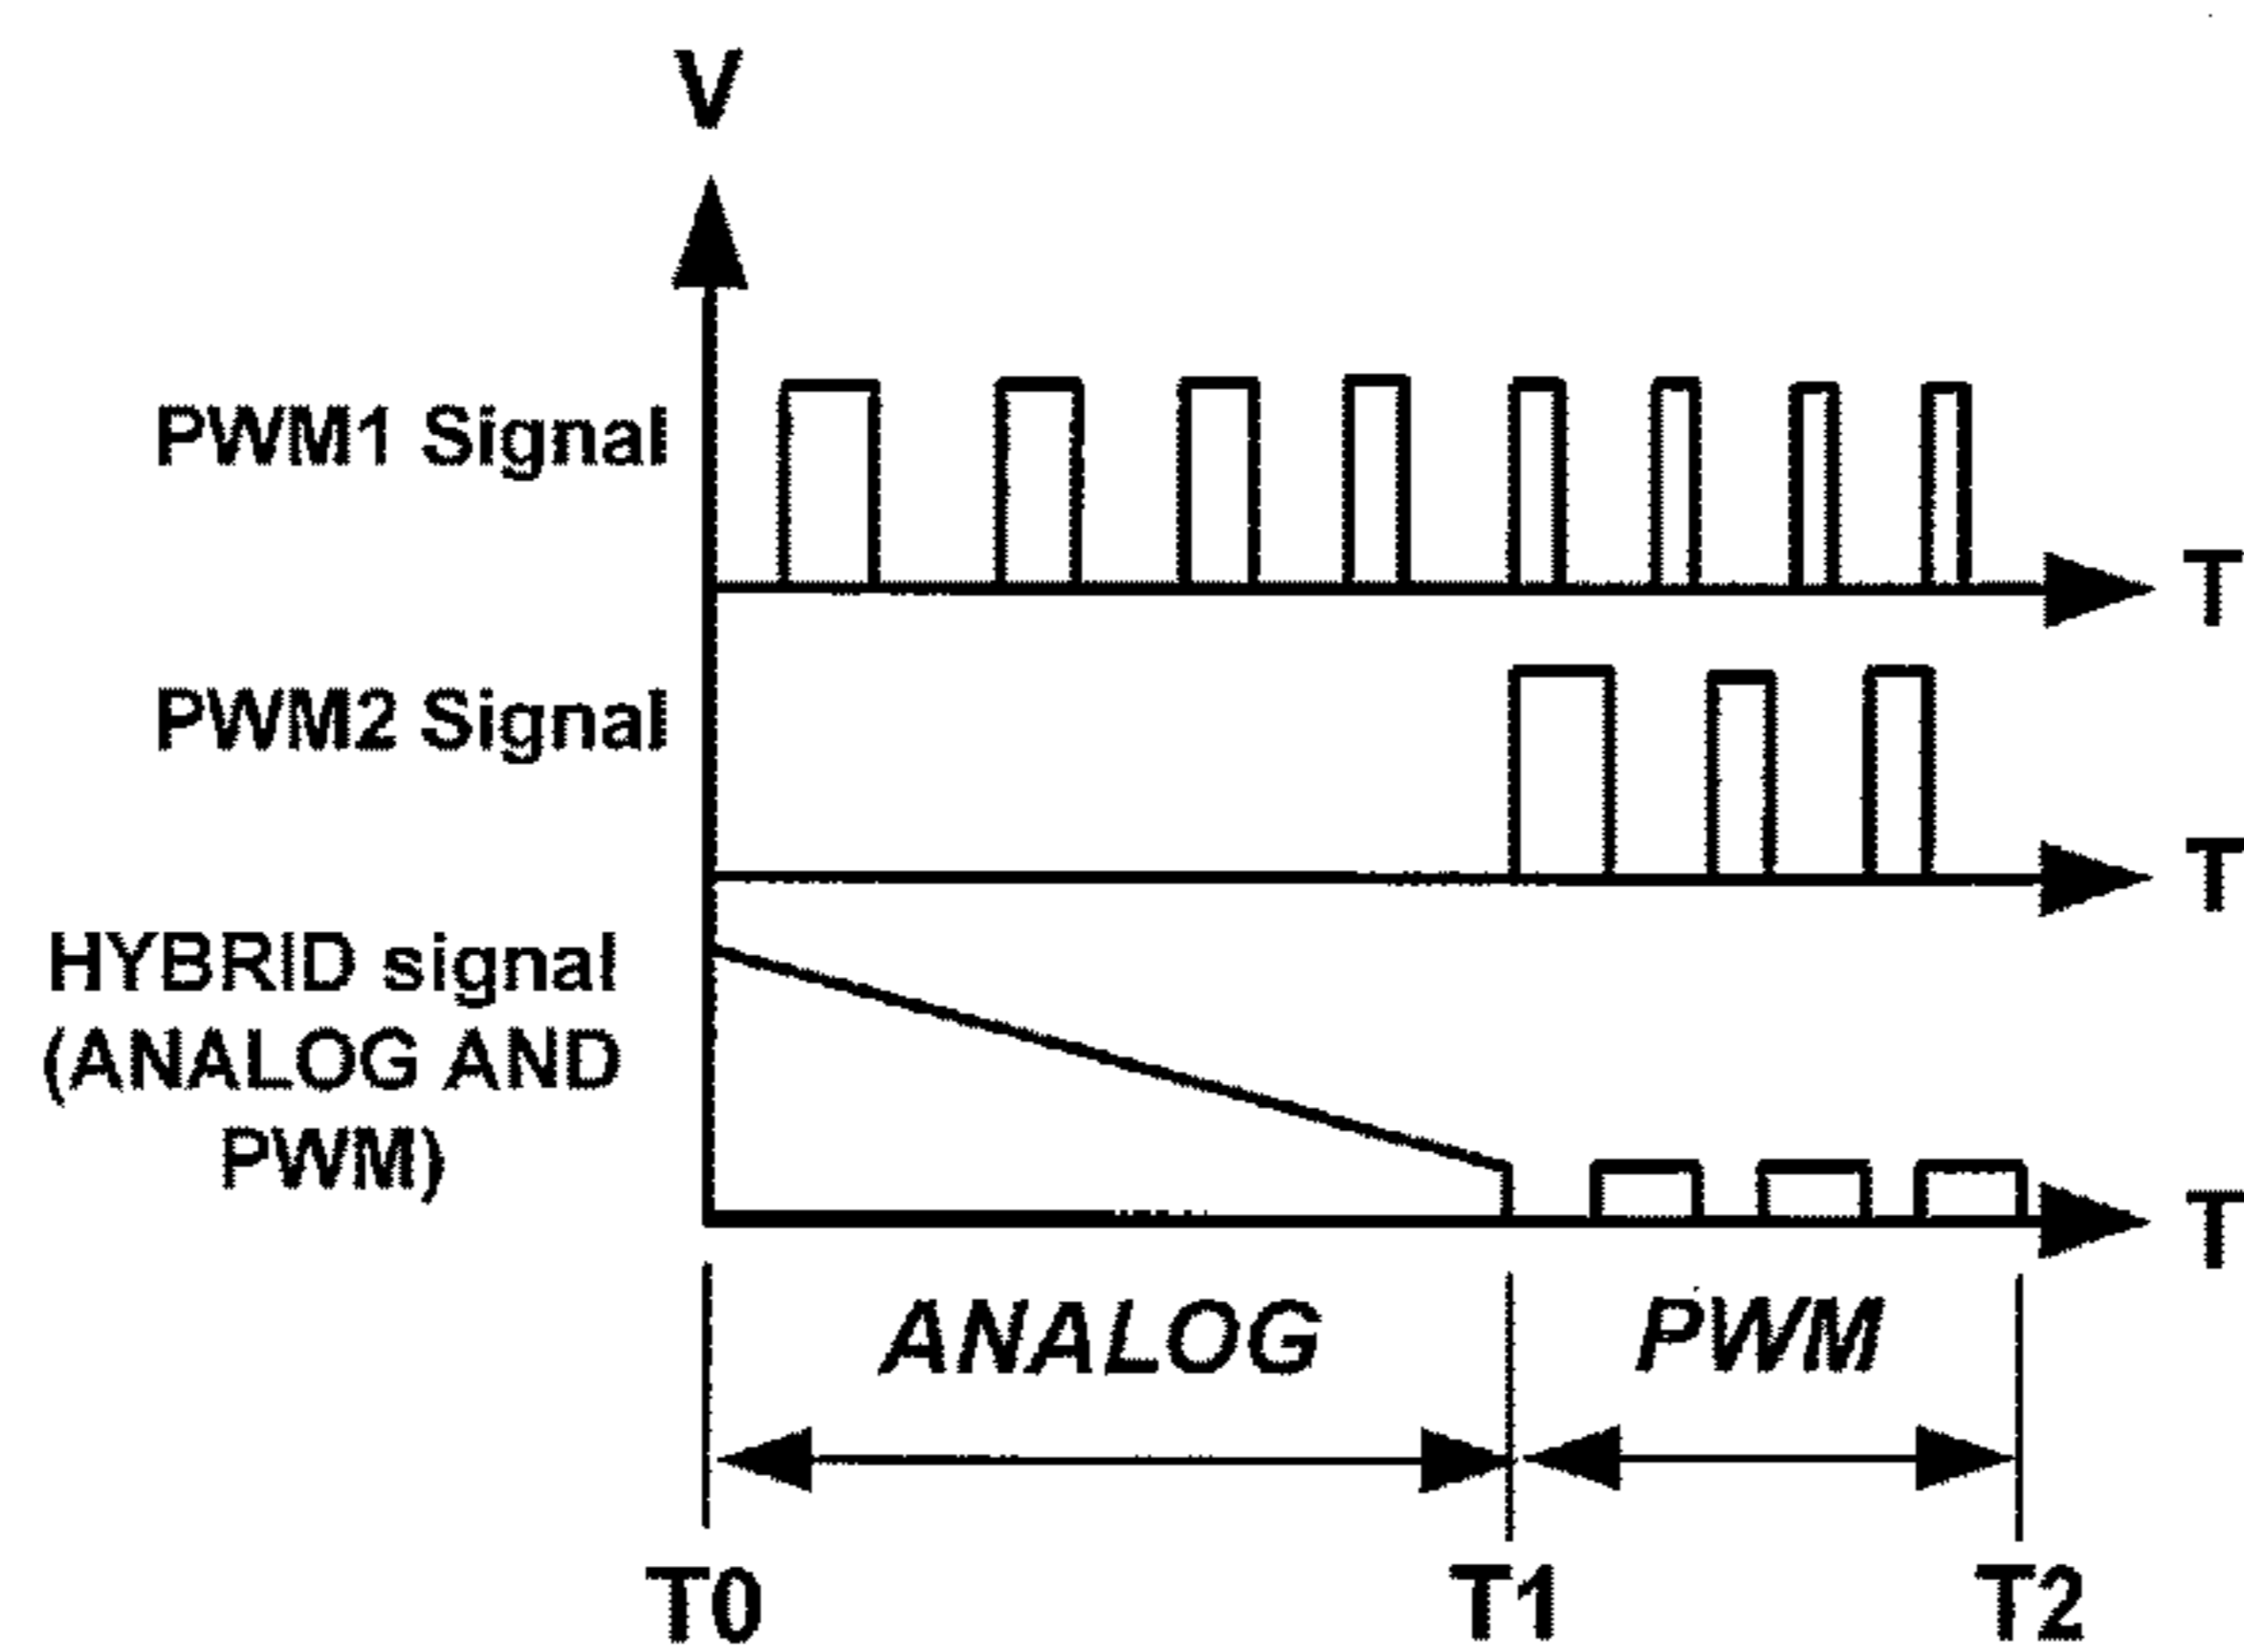 V
PWM1 Signal
T
PWM2 Signal
T
HYBRID signal
(ANALOG AND
PWM)
T
ANALOG
PWM
T0
T1
T2